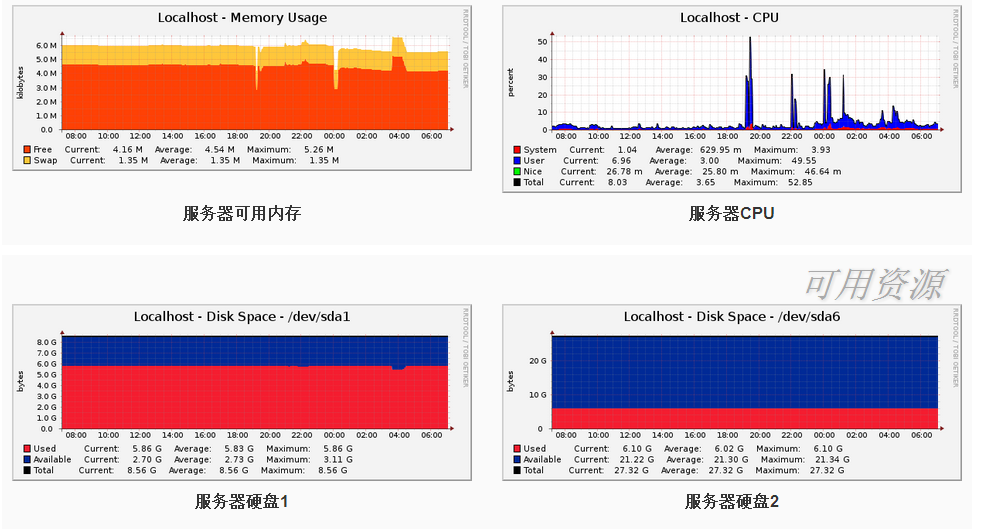 Localhost - Memory Usage
RRDTOOL / TOBI OETIKER
kilobytes
6.0 M
5.0 M
4.0 M
3.0 M
2.0 M
1.0 M
0.0
08:00 10:00 12:00 14:00 16:00 18:00 20:00 22:00 00:00 02:00 04:00 06:00
Free Current: 4.16 M Average: 4.54 M Maximum: 5.26 M
Swap Current: 1.35 M Average: 1.35 M Maximum: 1.35 M
服务器可用内存
Localhost - CPU
RRDTOOL / TOBI OETIKER
percent
50
40
30
20
10
0
08:00 10:00 12:00 14:00 16:00 18:00 20:00 22:00 00:00 02:00 04:00 06:00
System Current: 1.04 Average: 629.95 m Maximum: 3.93
User Current: 6.96 Average: 3.00 Maximum: 49.55
Nice Current: 26.78 m Average: 25.80 m Maximum: 46.64 m
Total Current: 8.03 Average: 3.65 Maximum: 52.85
服务器CPU
可用资源
Localhost - Disk Space - /dev/sda1
RRDTOOL / TOBI OETIKER
bytes
8.0 G
7.0 G
6.0 G
5.0 G
4.0 G
3.0 G
2.0 G
1.0 G
0.0
08:00 10:00 12:00 14:00 16:00 18:00 20:00 22:00 00:00 02:00 04:00 06:00
Used Current: 5.86 G Average: 5.83 G Maximum: 5.86 G
Available Current: 2.70 G Average: 2.73 G Maximum: 3.11 G
Total Current: 8.56 G Average: 8.56 G Maximum: 8.56 G
服务器硬盘1
Localhost - Disk Space - /dev/sda6
RRDTOOL / TOBI OETIKER
bytes
20 G
10 G
0
08:00 10:00 12:00 14:00 16:00 18:00 20:00 22:00 00:00 02:00 04:00 06:00
Used Current: 6.10 G Average: 6.02 G Maximum: 6.10 G
Available Current: 21.22 G Average: 21.30 G Maximum: 21.34 G
Total Current: 27.32 G Average: 27.32 G Maximum: 27.32 G
服务器硬盘2